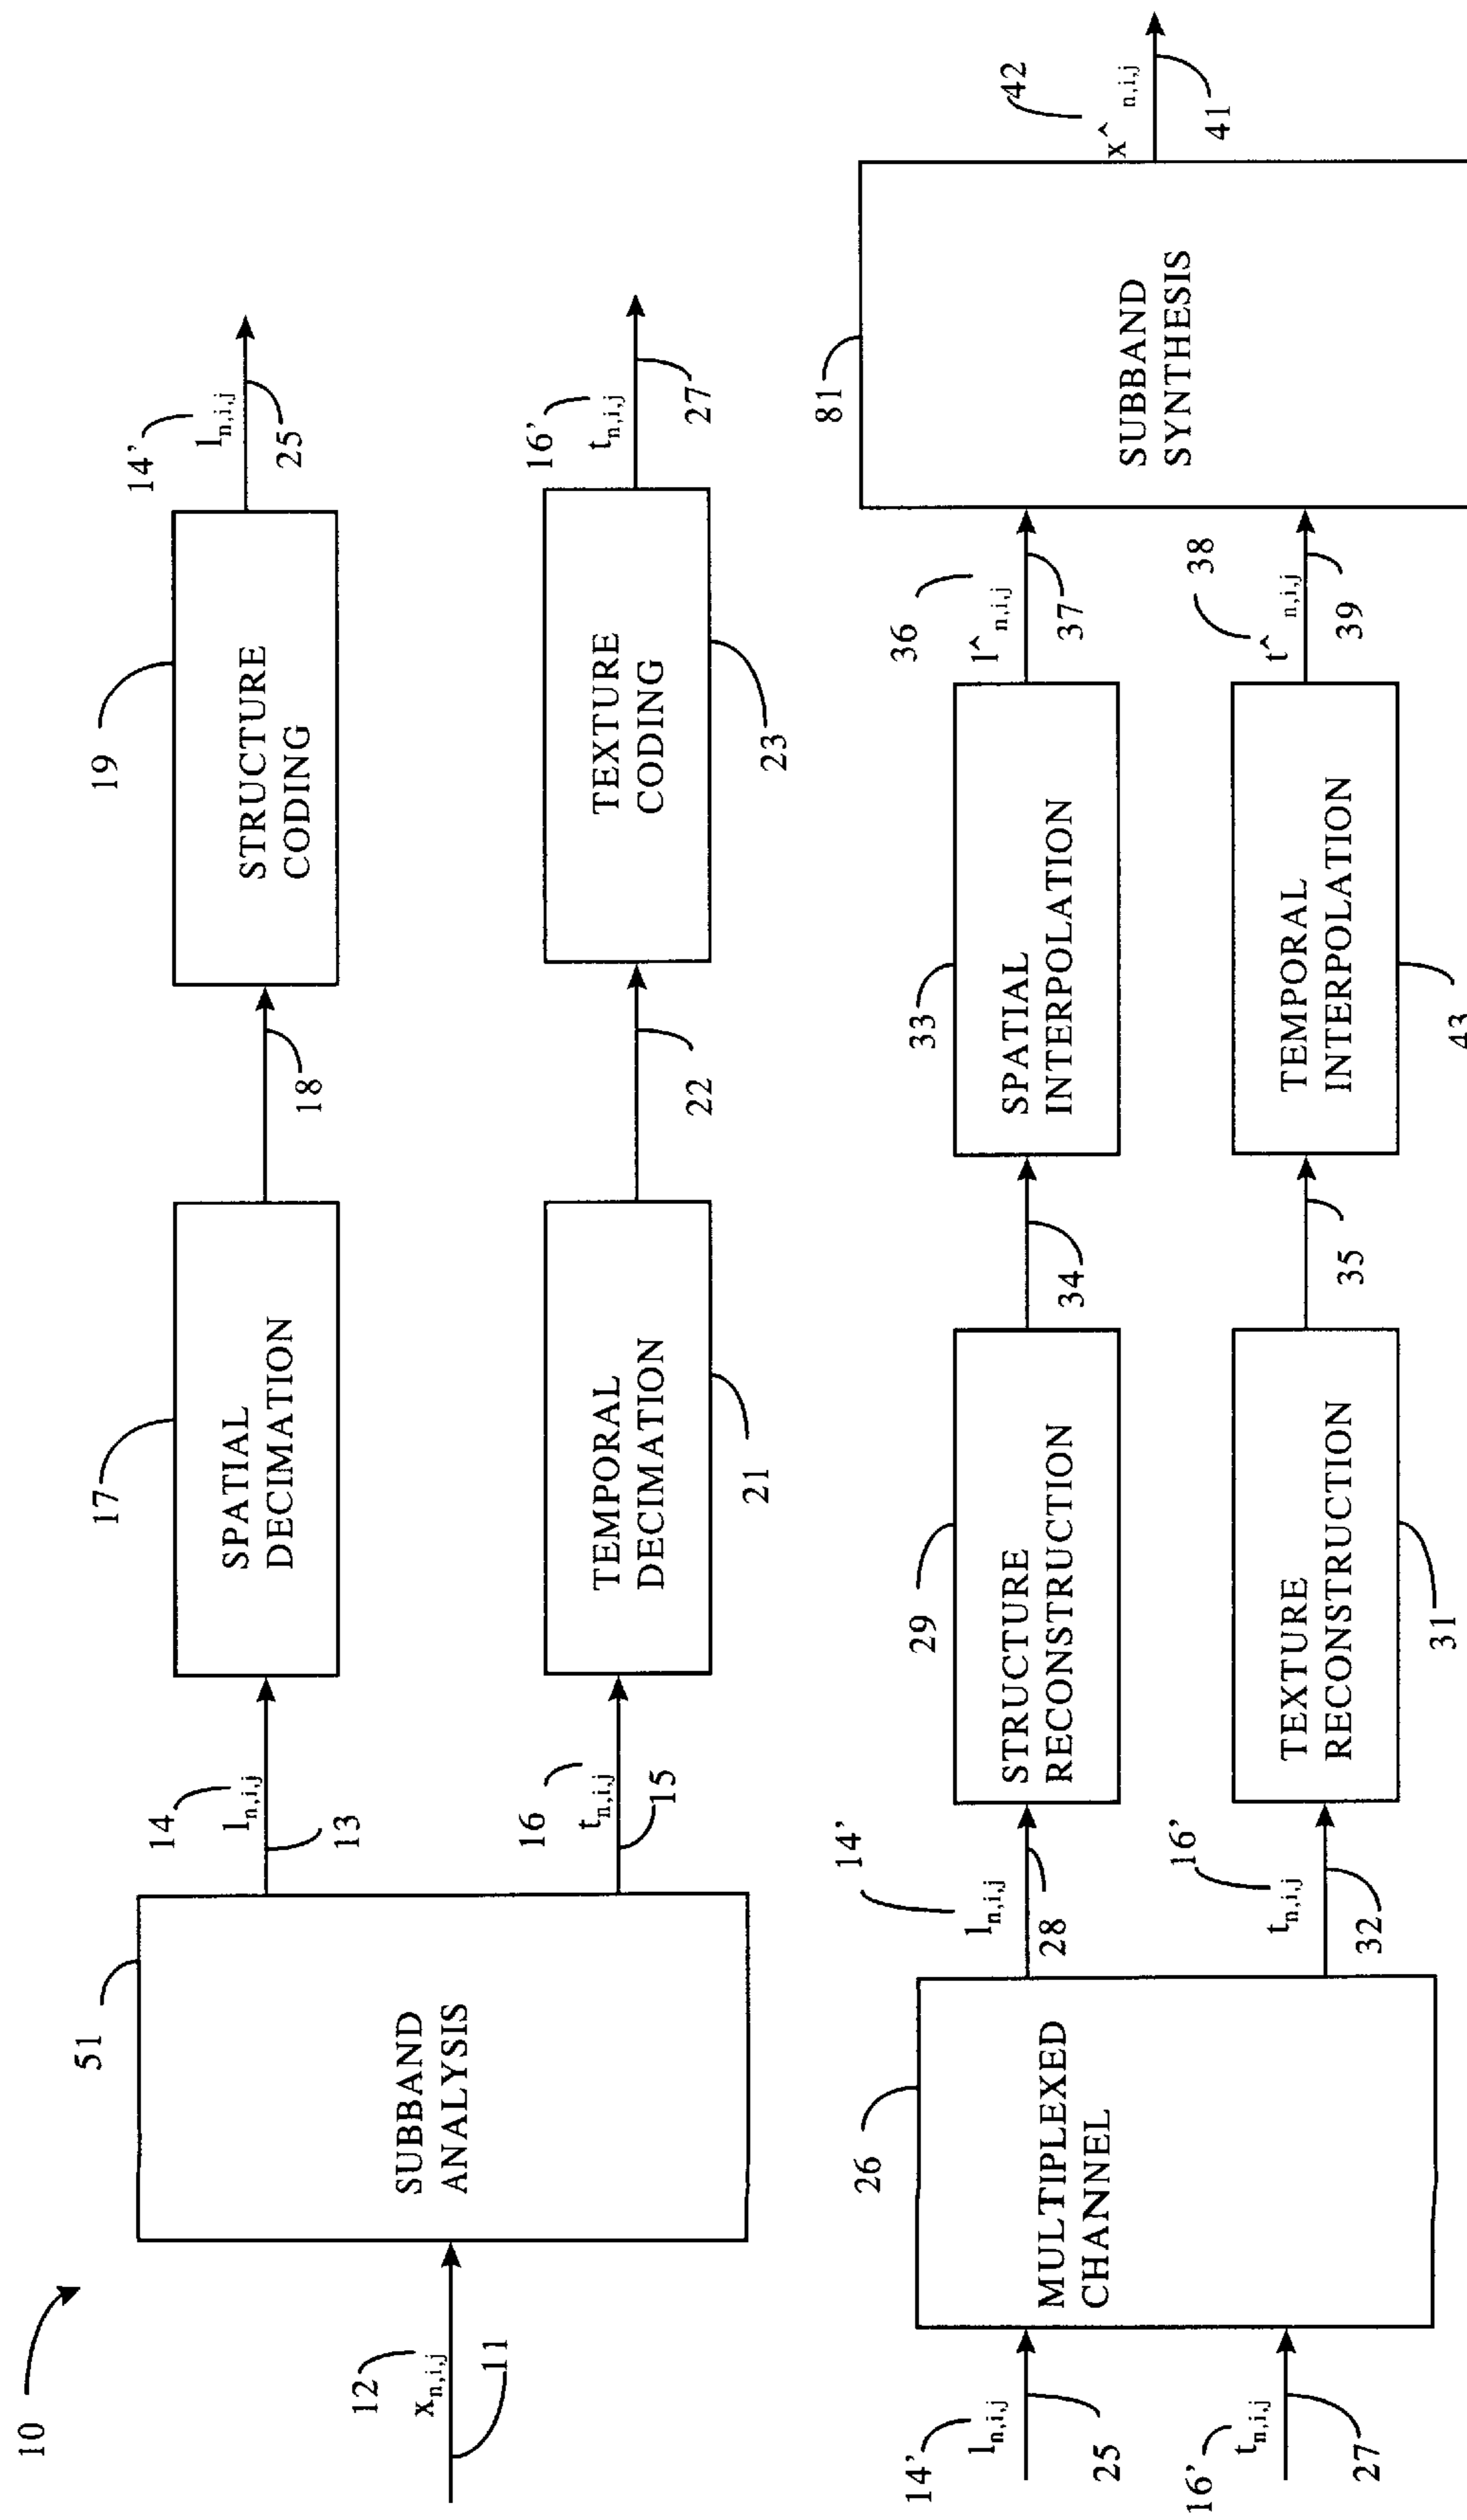 10
12
x n,i,j
11
51
SUBBAND
ANALYSIS
14
l n,i,j
13
16
t n,i,j
15
17
SPATIAL
DECIMATION
18
19
STRUCTURE
CODING
14'
l n,i,j
25
TEMPORAL
DECIMATION
21
22
TEXTURE
CODING
23
16'
t n,i,j
27
14'
l n,i,j
25
16'
t n,i,j
27
26
MULTIPLEXED
CHANNEL
14'
l n,i,j
28
16'
t n,i,j
32
29
STRUCTURE
RECONSTRUCTION
34
33
SPATIAL
INTERPOLATION
36
l^ n,i,j
37
TEXTURE
RECONSTRUCTION
31
35
TEMPORAL
INTERPOLATION
43
38
t^ n,i,j
39
81
SUBBAND
SYNTHESIS
42
x^ n,i,j
41